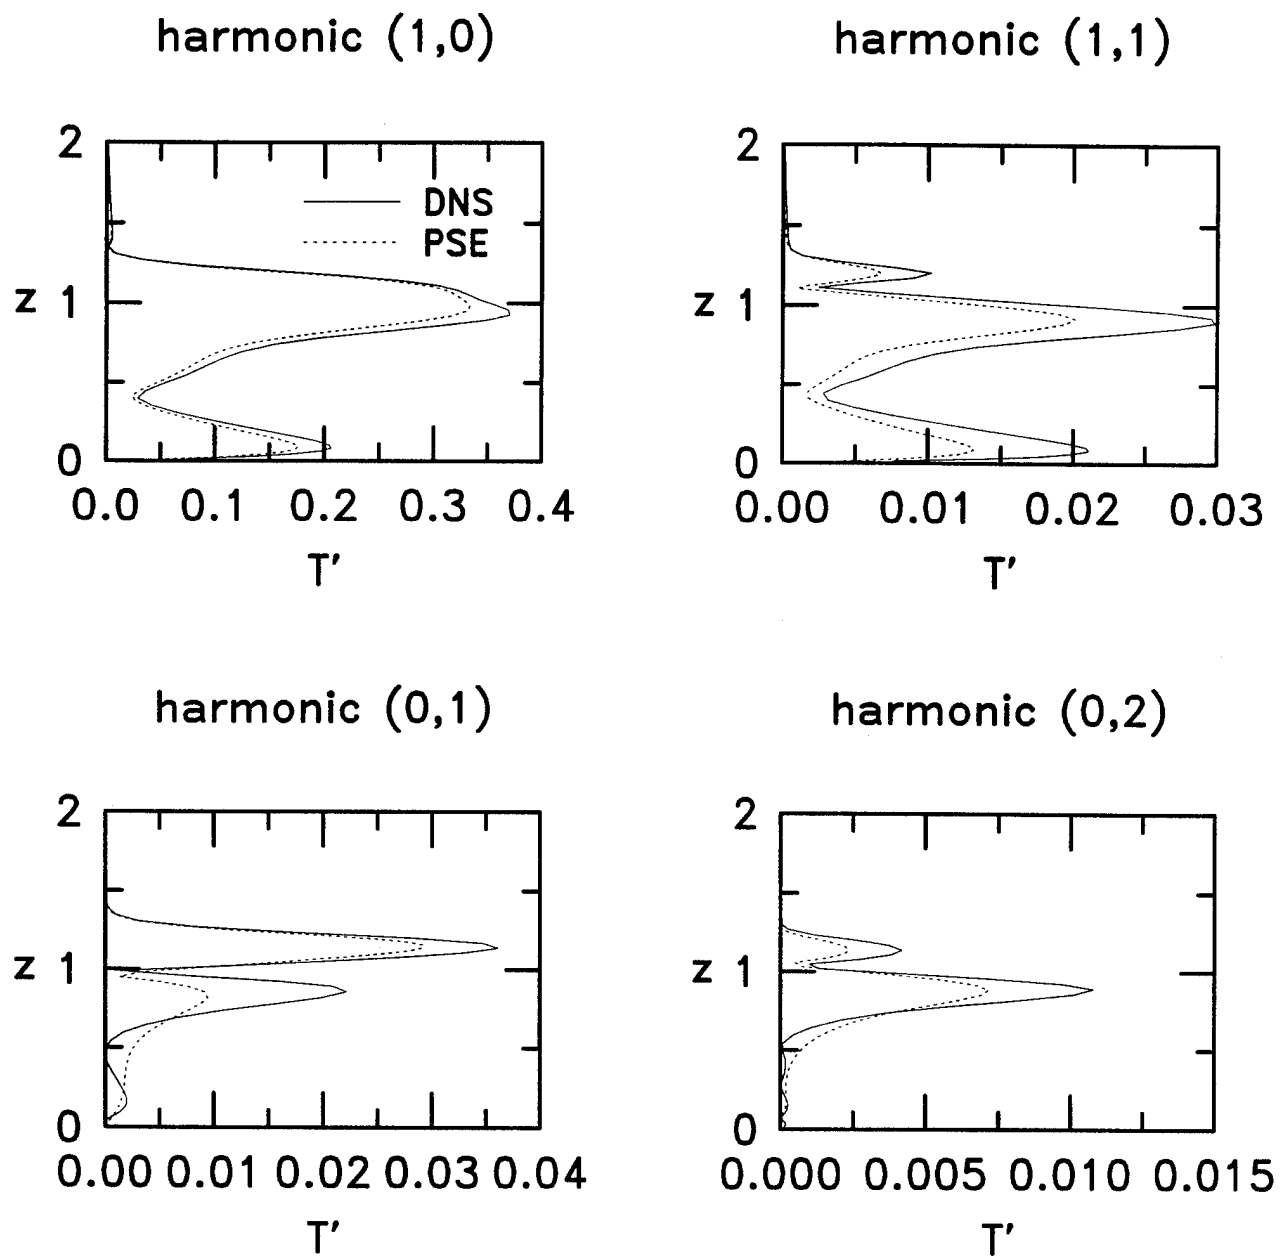 harmonic (1,0)
2
DNS
PSE
z 1
0
0.0 0.1 0.2 0.3 0.4
T′
harmonic (1,1)
2
z 1
0
0.00 0.01 0.02 0.03
T′
harmonic (0,1)
2
z 1
0
0.00 0.01 0.02 0.03 0.04
T′
harmonic (0,2)
2
z 1
0
0.000 0.005 0.010 0.015
T′